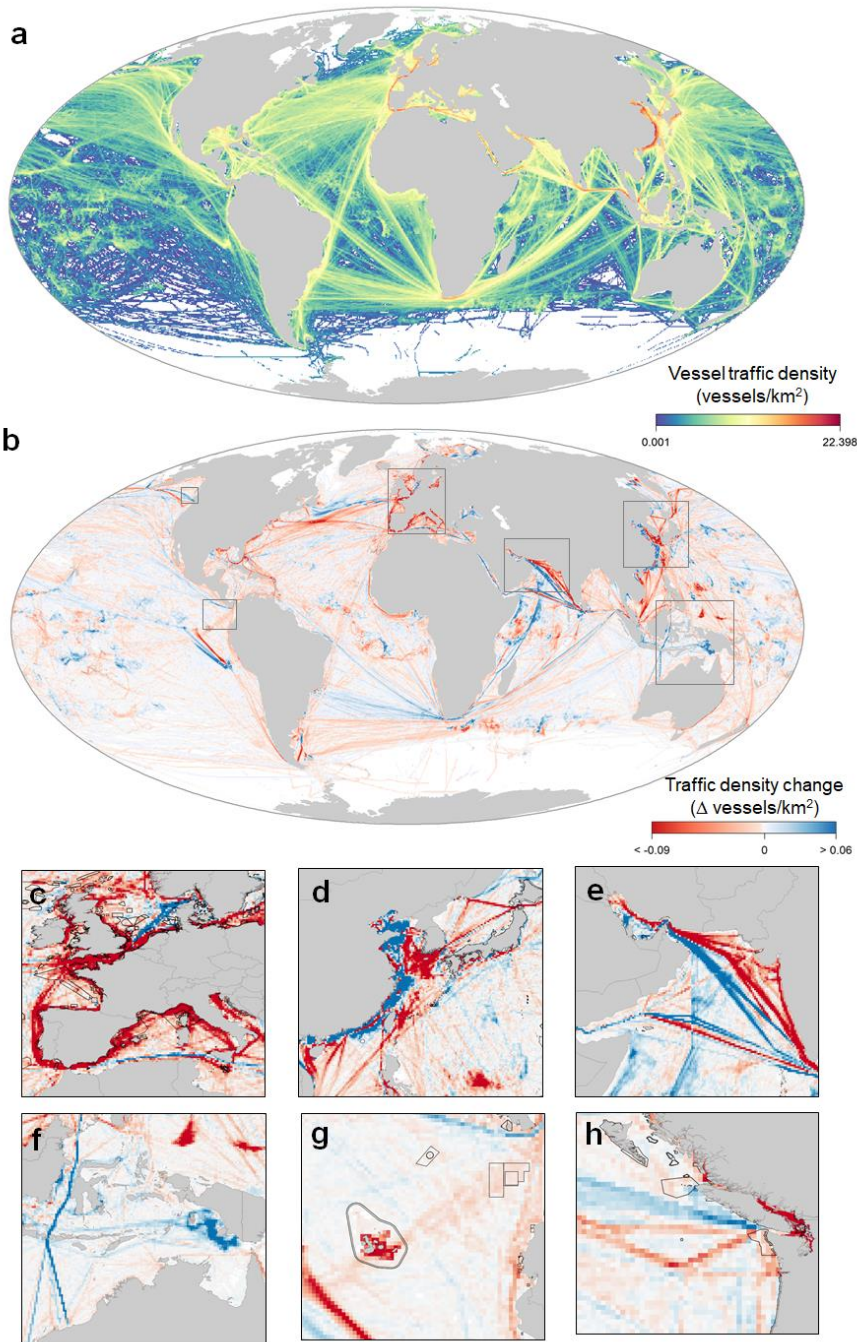 a
Vessel traffic density
(vessels/km²)
0.001
22.398
b
Traffic density change
(Δ vessels/km²)
< -0.09
0
> 0.06
c
d
e
f
g
h